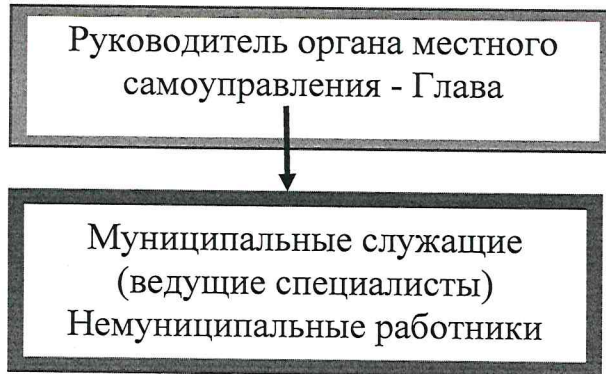 Руководитель органа местного
самоуправления - Глава
Муниципальные служащие
(ведущие специалисты)
Немуниципальные работники